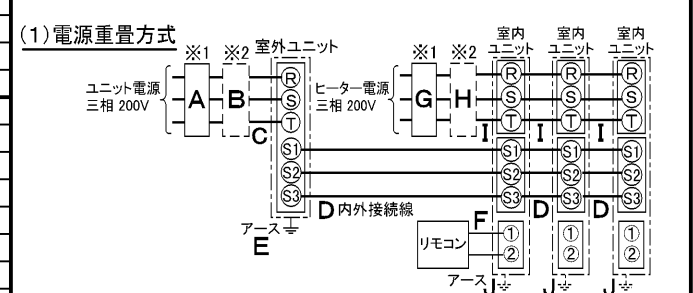 (1)電源重畳方式
※1 ※2 室外ユニット
※1 ※2
室内ユニット 室内ユニット 室内ユニット
ユニット電源
三相 200V
A B
R
S
T
C
ヒーター電源
三相 200V
G H
R R R
S S S
T T T
I I I
S1 S1 S1 S1
S2 S2 S2 S2
S3 S3 S3 S3
D 内外接続線
D D
アース
E
リモコン
F
① ① ①
② ② ②
アース J J J